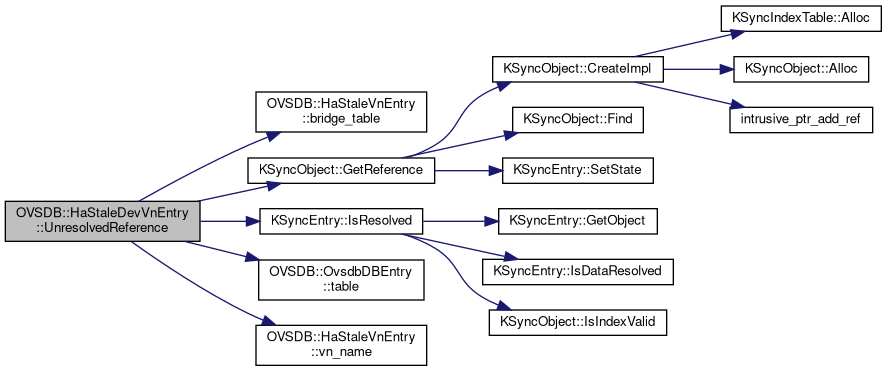 OVSDB::HaStaleDevVnEntry
::UnresolvedReference
OVSDB::HaStaleVnEntry
::bridge_table
KSyncObject::GetReference
KSyncEntry::IsResolved
OVSDB::OvsdbDBEntry
::table
OVSDB::HaStaleVnEntry
::vn_name
KSyncObject::CreateImpl
KSyncObject::Find
KSyncEntry::SetState
KSyncEntry::GetObject
KSyncEntry::IsDataResolved
KSyncObject::IsIndexValid
KSyncIndexTable::Alloc
KSyncObject::Alloc
intrusive_ptr_add_ref